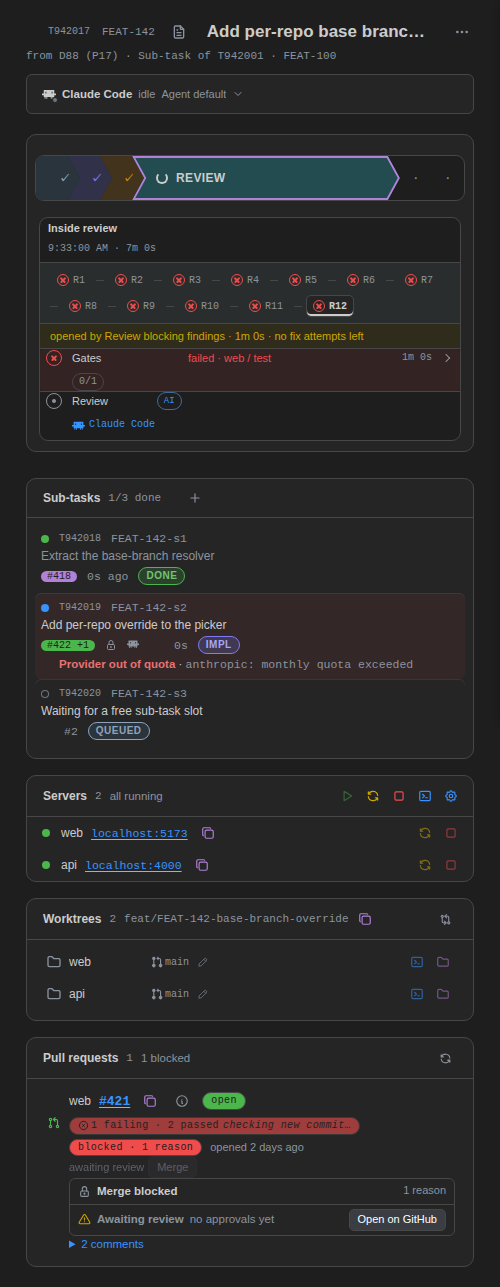 T942017 FEAT-142 Add per-repo base branc…
from D88 (P17) · Sub-task of T942001 · FEAT-100
Claude Code idle Agent default
REVIEW
Inside review
9:33:00 AM · 7m 0s
R1 R2 R3 R4 R5 R6 R7
R8 R9 R10 R11 R12
opened by Review blocking findings · 1m 0s · no fix attempts left
Gates failed · web / test 1m 0s
0/1
Review AI
Claude Code
Sub-tasks 1/3 done
T942018 FEAT-142-s1
Extract the base-branch resolver
#418 0s ago DONE
T942019 FEAT-142-s2
Add per-repo override to the picker
#422 +1 0s IMPL
Provider out of quota · anthropic: monthly quota exceeded
T942020 FEAT-142-s3
Waiting for a free sub-task slot
#2 QUEUED
Servers 2 all running
web localhost:5173
api localhost:4000
Worktrees 2 feat/FEAT-142-base-branch-override
web main
api main
Pull requests 1 1 blocked
web #421 open
1 failing · 2 passed checking new commit…
blocked · 1 reason opened 2 days ago
awaiting review Merge
Merge blocked 1 reason
Awaiting review no approvals yet Open on GitHub
2 comments